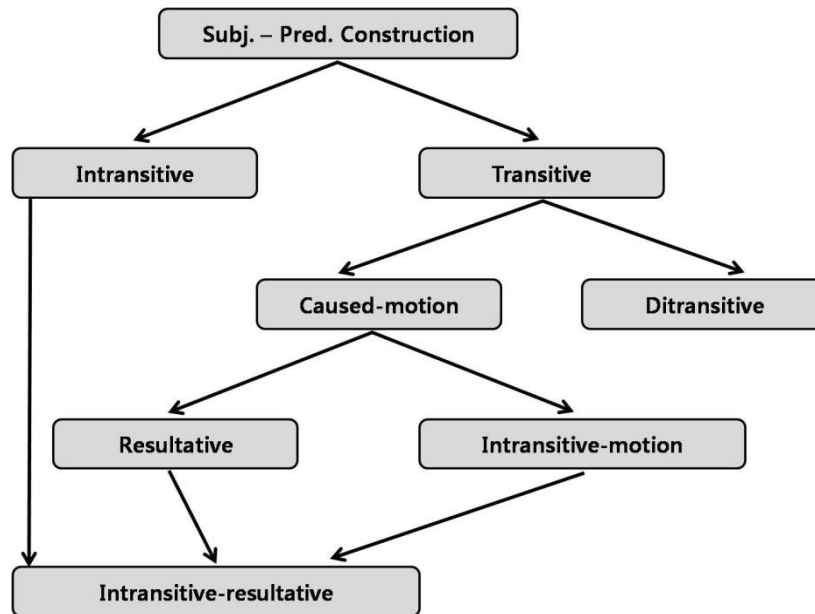 Subj. – Pred. Construction
Intransitive
Transitive
Caused-motion
Ditransitive
Resultative
Intransitive-motion
Intransitive-resultative